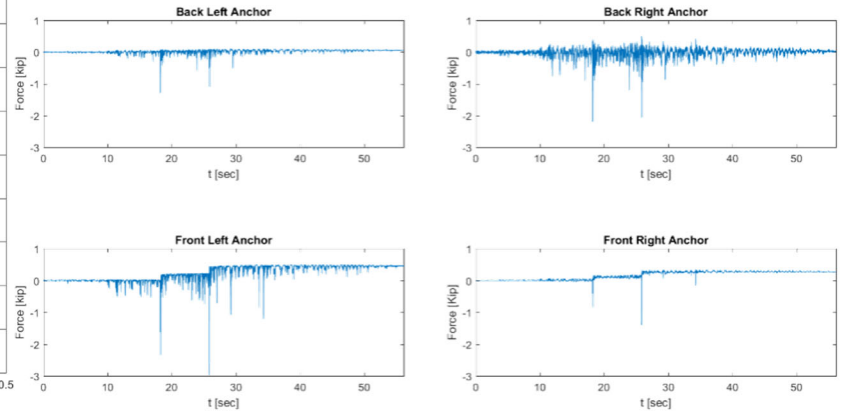 Back Left Anchor
1
0
-1
-2
-3
Force [kip]
0 10 20 30 40 50
t [sec]
Back Right Anchor
1
0
-1
-2
-3
Force [kip]
0 10 20 30 40 50
t [sec]
0.5
Front Left Anchor
1
0
-1
-2
-3
Force [kip]
0 10 20 30 40 50
t [sec]
Front Right Anchor
1
0
-1
-2
-3
Force [Kip]
0 10 20 30 40 50
t [sec]